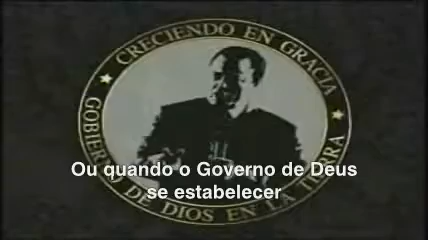 CRECIENDO EN GRACIA
GOBIERNO DE DIOS EN LA TIERRA
Ou quando o Governo de Deus
se estabelecer